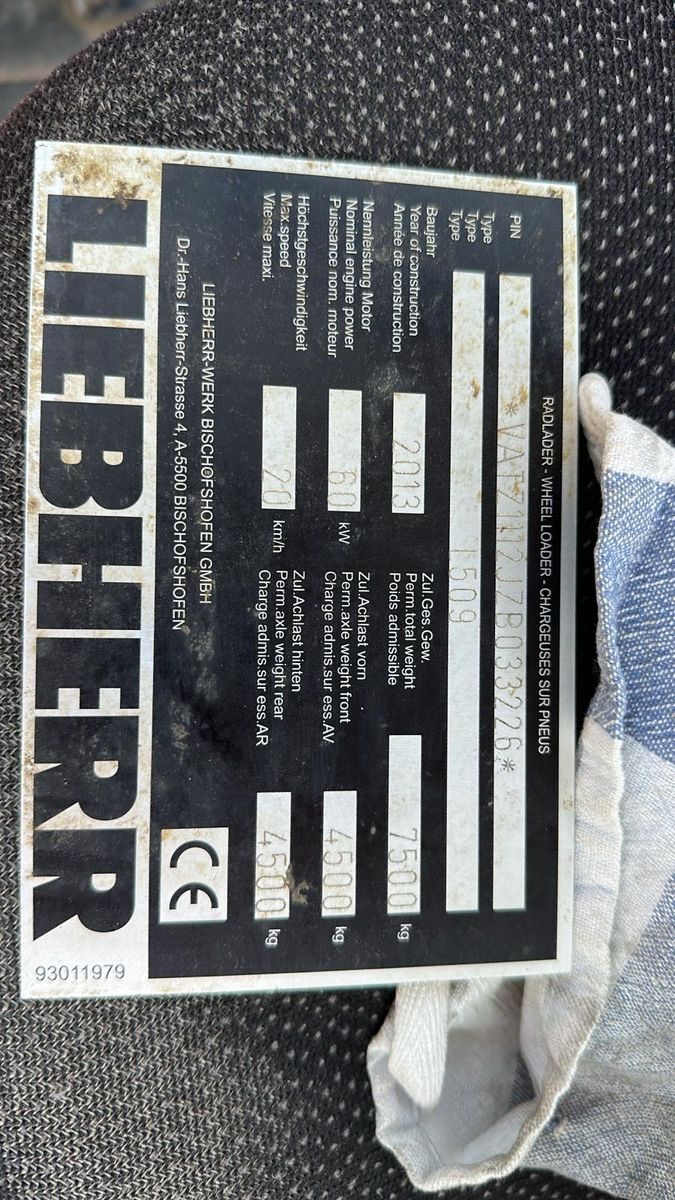 RADLADER - WHEEL LOADER - CHARGEUSES SUR PNEUS
PIN *VATZ1112JZB033226*
Type
Type
Type L509
Baujahr
Year of construction
Année de construction 2013
Zul.Ges.Gew.
Perm.total weight
Poids admissible 7500 kg
Nennleistung Motor
Nominal engine power
Puissance nom. moteur 60 kW
Zul.Achlast vorn
Perm.axle weight front
Charge admis.sur ess.AV 4500 kg
Höchstgeschwindigkeit
Max.speed
Vitesse maxi. 20 km/h
Zul.Achlast hinten
Perm.axle weight rear
Charge admis.sur ess.AR 4500 kg
LIEBHERR-WERK BISCHOFSHOFEN GMBH
Dr.-Hans Liebherr-Strasse 4, A-5500 BISCHOFSHOFEN
CE
LIEBHERR
93011979